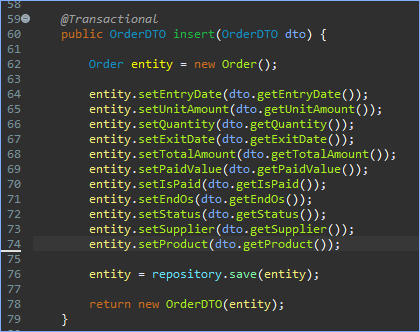 58
59 @Transactional
60 public OrderDTO insert(OrderDTO dto) {
61
62 Order entity = new Order();
63
64 entity.setEntryDate(dto.getEntryDate());
65 entity.setUnitAmount(dto.getUnitAmount());
66 entity.setQuantity(dto.getQuantity());
67 entity.setExitDate(dto.getExitDate());
68 entity.setTotalAmount(dto.getTotalAmount());
69 entity.setPaidValue(dto.getPaidValue());
70 entity.setIsPaid(dto.getIsPaid());
71 entity.setEndOs(dto.getEndOs());
72 entity.setStatus(dto.getStatus());
73 entity.setSupplier(dto.getSupplier());
74 entity.setProduct(dto.getProduct());
75
76 entity = repository.save(entity);
77
78 return new OrderDTO(entity);
79 }